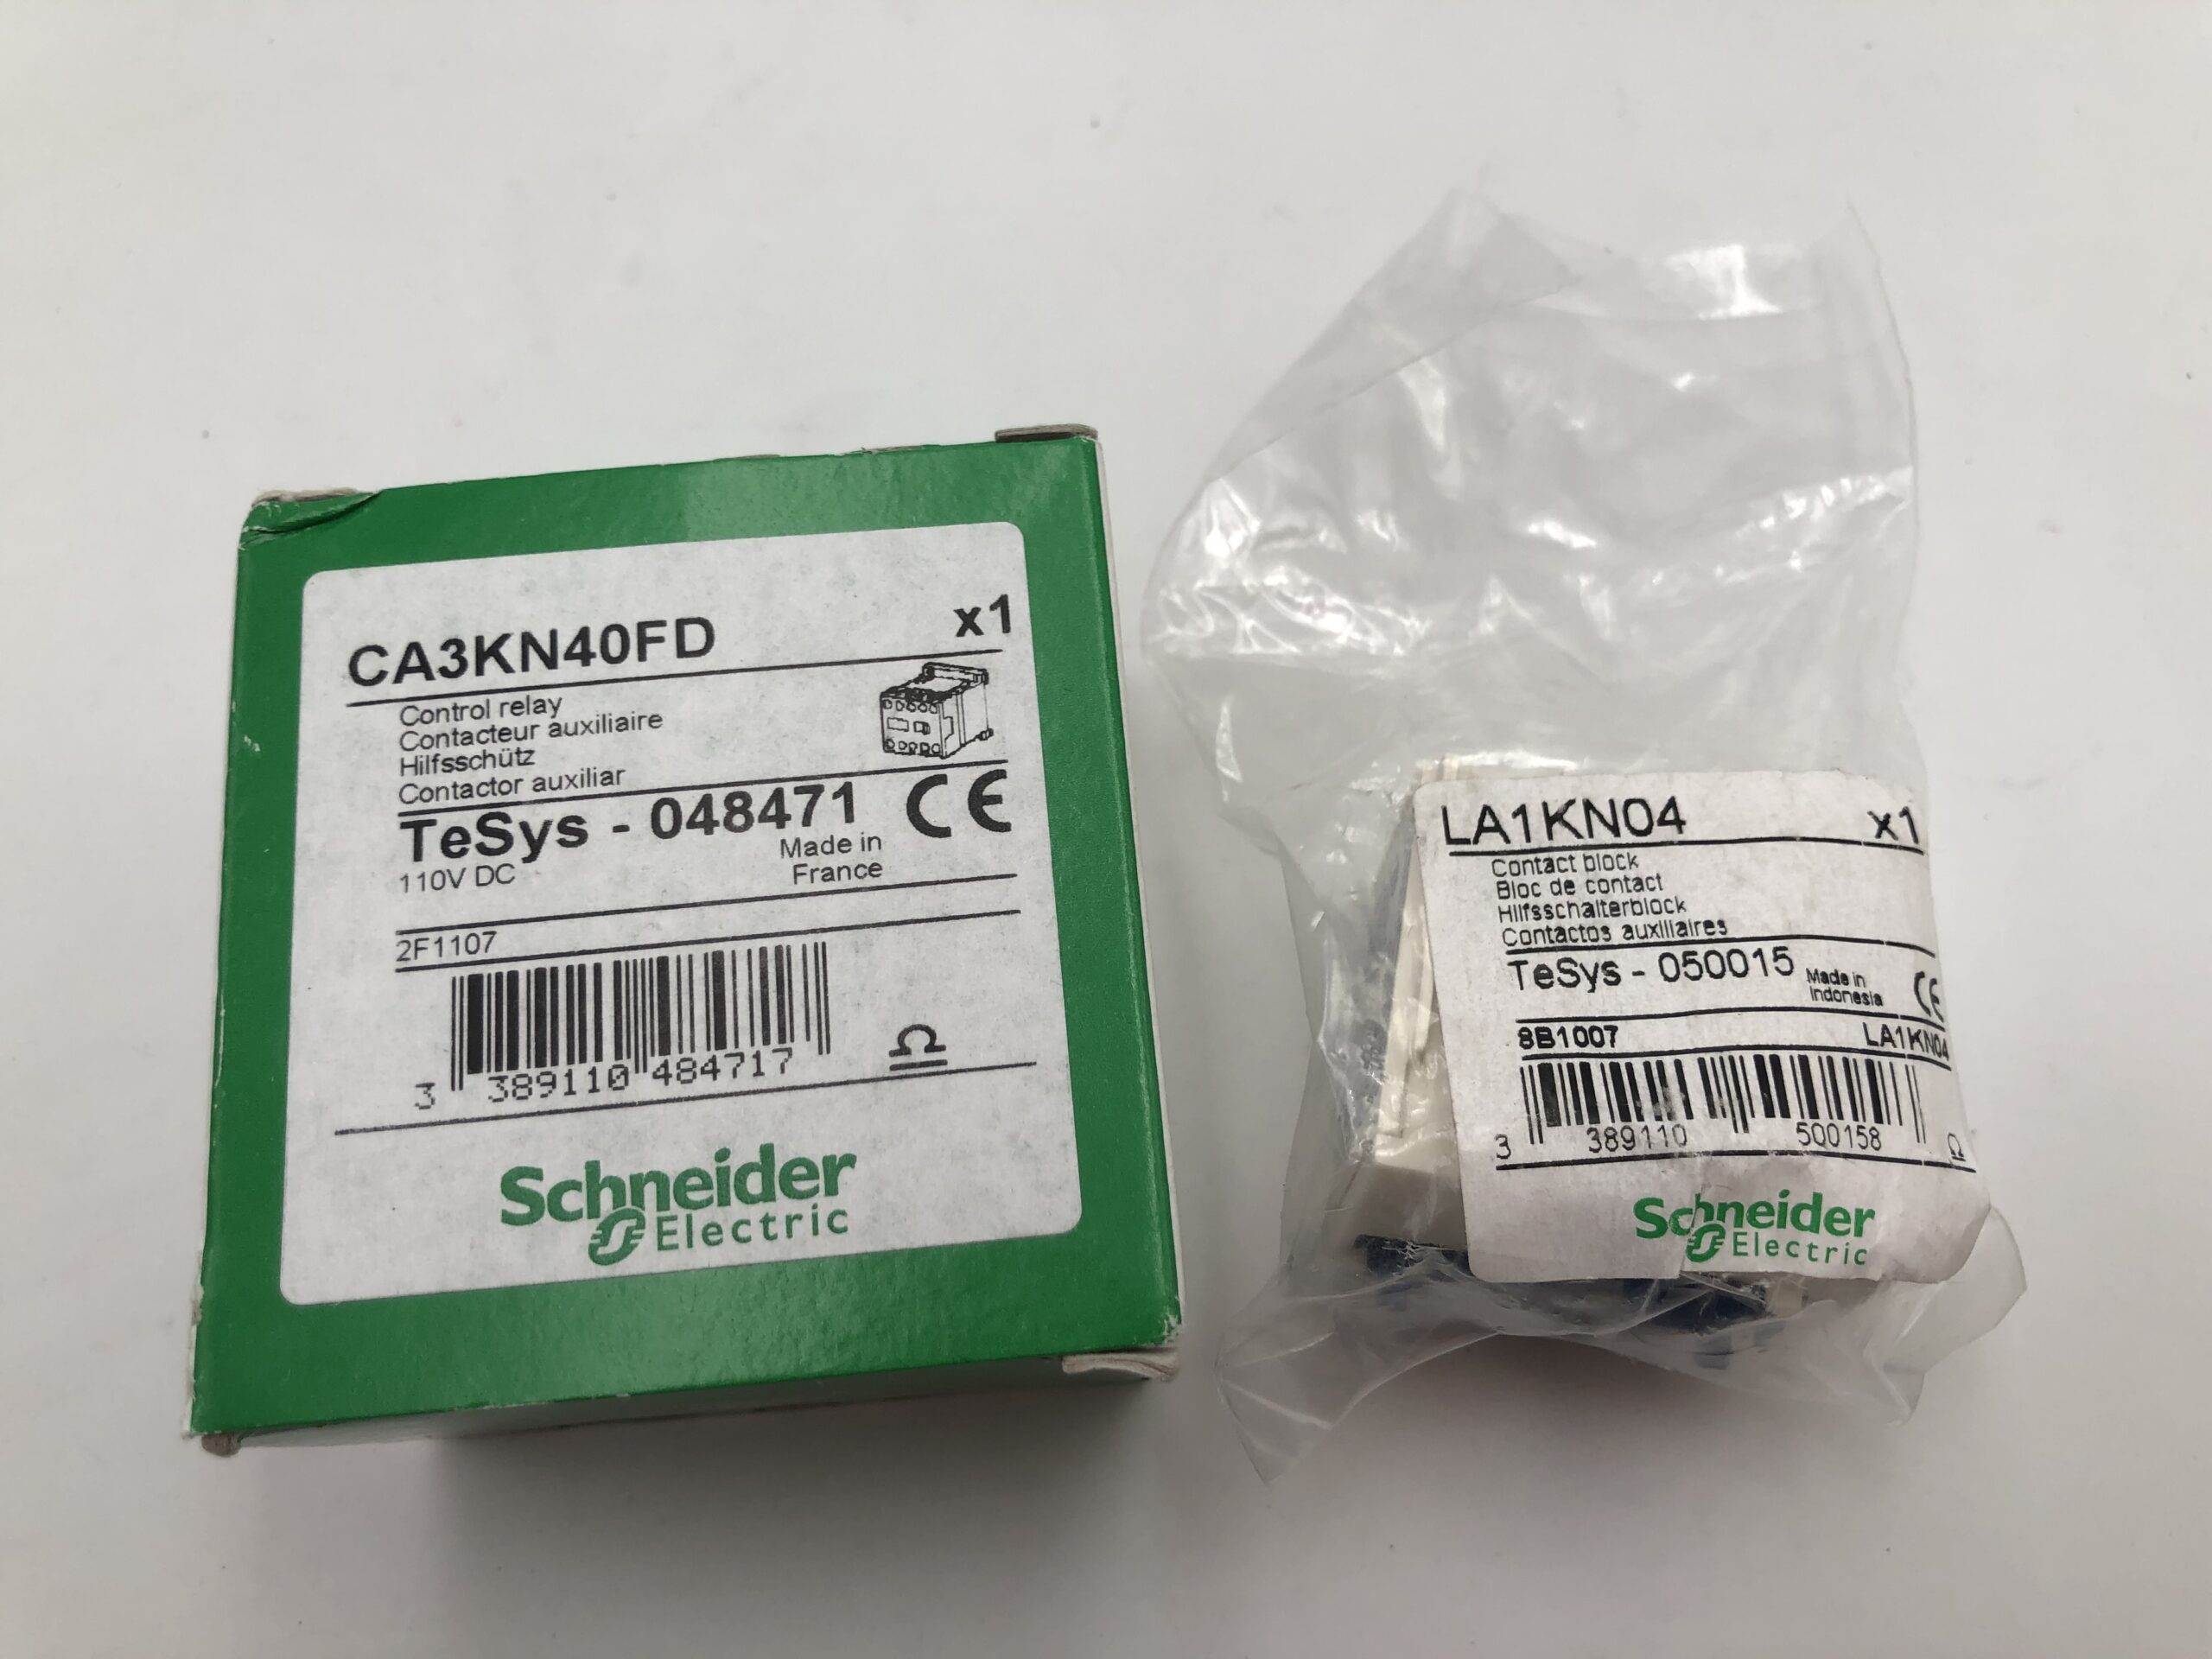 CA3KN40FD x1
Control relay
Contacteur auxiliaire
Hilfsschütz
Contactor auxiliar
TeSys - 048471 CE
110V DC Made in
France
2F1107
3 389110 484717
Schneider
Electric
LA1KN04 x1
Contact block
Bloc de contact
Hilfsschalterblock
Contactos auxiliaires
TeSys - 050015 Made in
Indonesia CE
8B1007 LA1KN04
3 389110 500158 Ω
Schneider
Electric